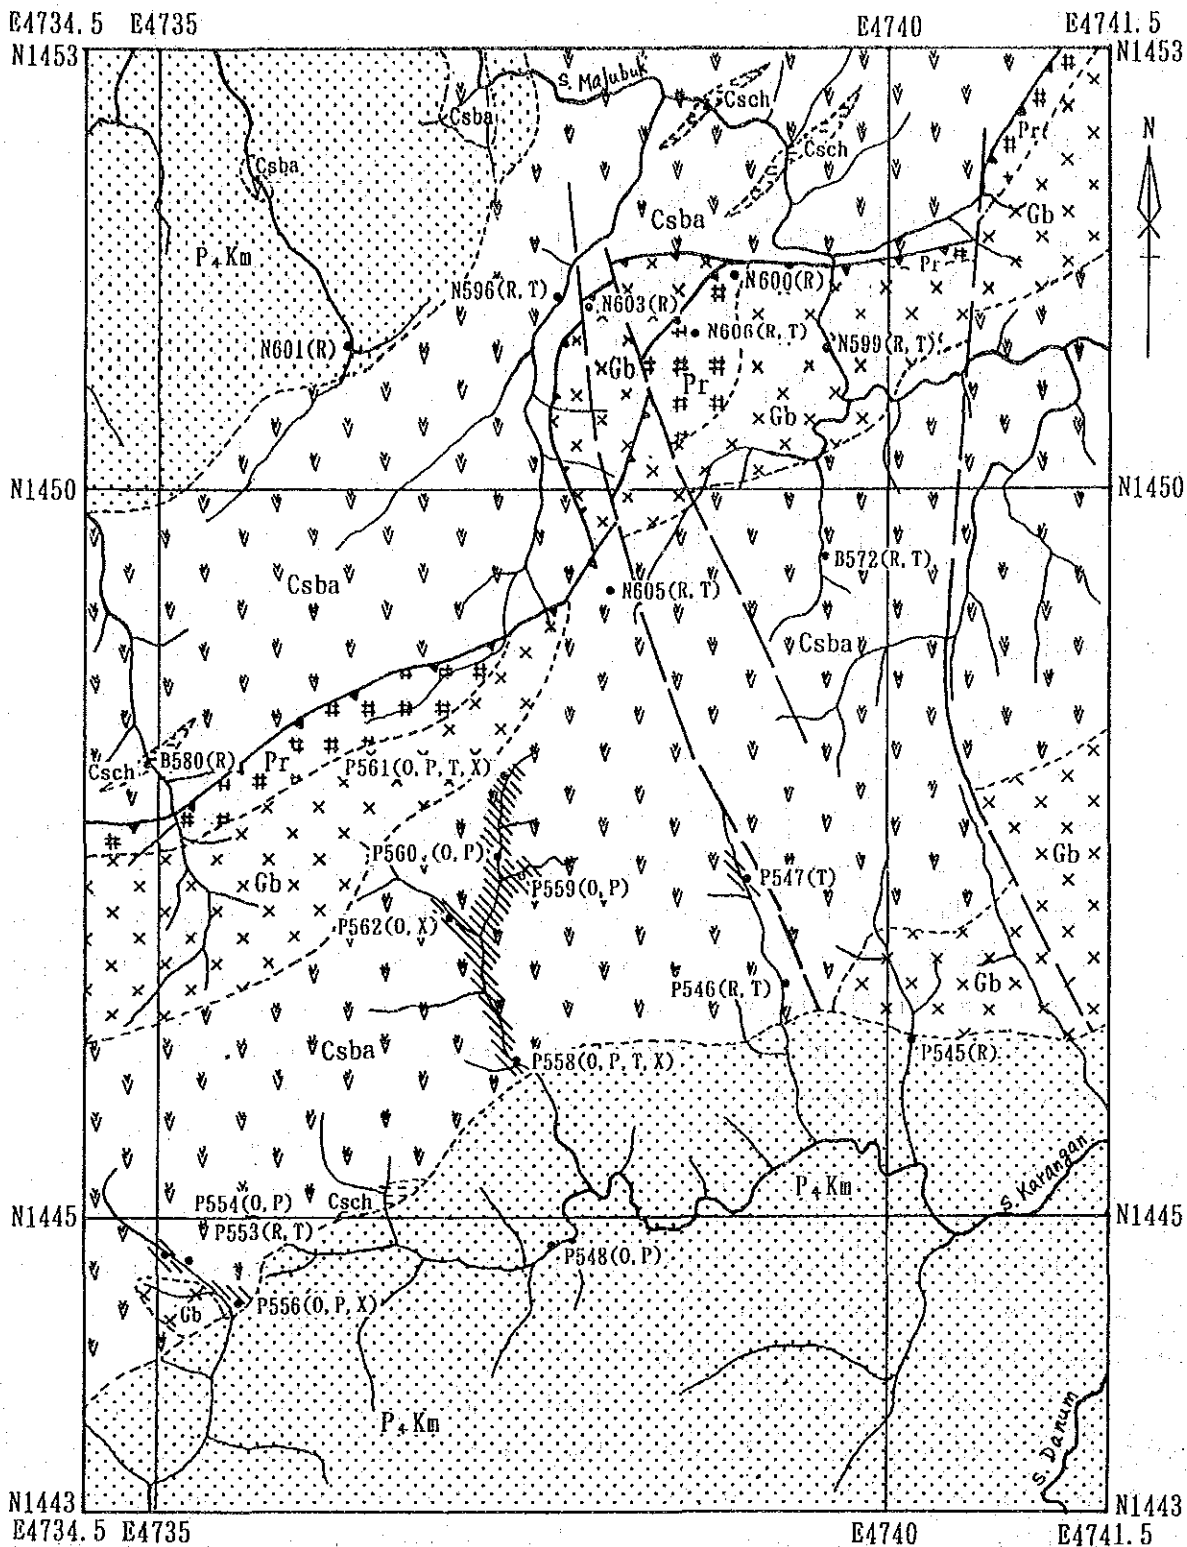 E4734.5 E4735 E4740 E4741.5
N1453 N1453
S. Malubuk
Csch
Csba
Pr
N
Csch
Csba
Gb
Csba
P₄Km
Pr
N600(R)
N596(R, T)
N603(R)
N606(R, T)
N599(R, T)
N601(R)
Gb
Pr
Gb
N1450 N1450
B572(R, T)
Csba
N605(R, T)
Csba
B580(R)
Csch
Pr
P561(O, P, T, X)
P560 (O, P)
Gb
P547(T)
Gb
P559(O, P)
P562(O, X)
P546(R, T)
Gb
Csba
P545(R)
P558(O, P, T, X)
S. Karangan
P₄Km
P554(O, P)
Csch
N1445 N1445
P553(R, T)
P548(O, P)
P556(O, P, X)
Gb
P₄Km
S Danum
N1443 N1443
E4734.5 E4735 E4740 E4741.5